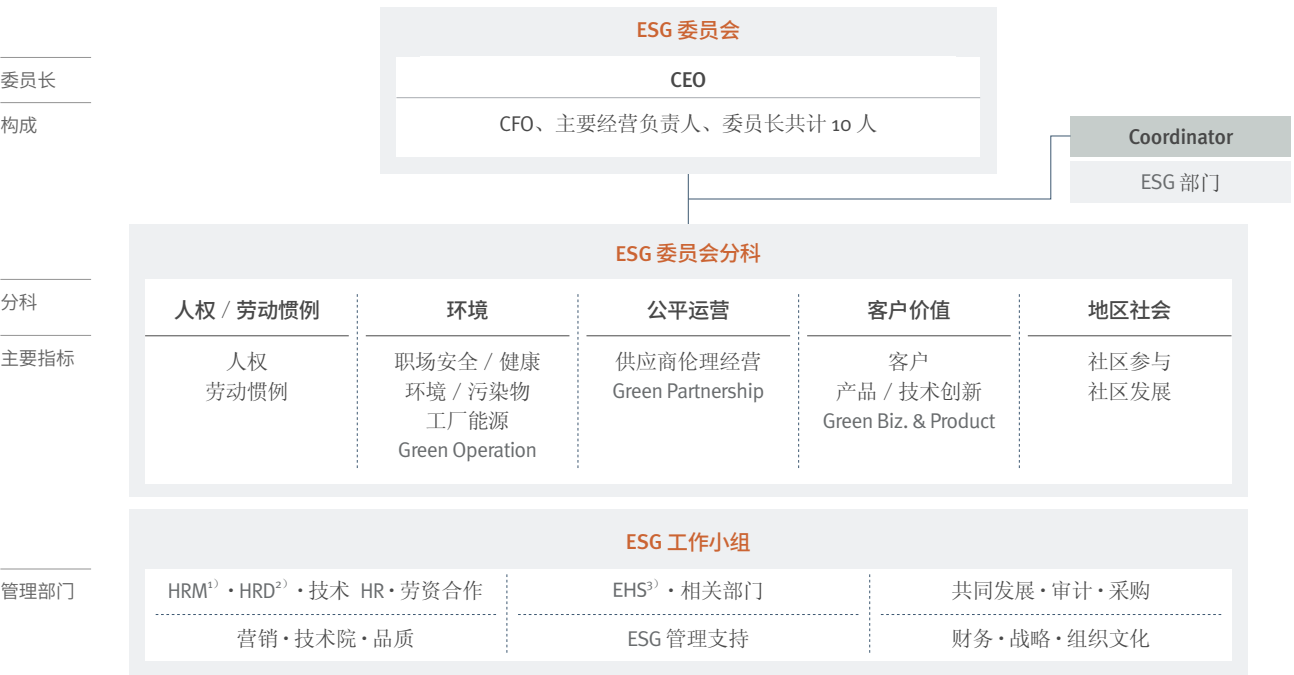 ESG 委员会
委员长
CEO
构成
CFO、主要经营负责人、委员长共计 10 人
Coordinator
ESG 部门
ESG 委员会分科
分科
人权 / 劳动惯例
环境
公平运营
客户价值
地区社会
主要指标
人权
劳动惯例
职场安全 / 健康
环境 / 污染物
工厂能源
Green Operation
供应商伦理经营
Green Partnership
客户
产品 / 技术创新
Green Biz. & Product
社区参与
社区发展
ESG 工作小组
管理部门
HRM¹⁾・HRD²⁾・技术 HR・劳资合作
EHS³⁾・相关部门
共同发展・审计・采购
营销・技术院・品质
ESG 管理支持
财务・战略・组织文化